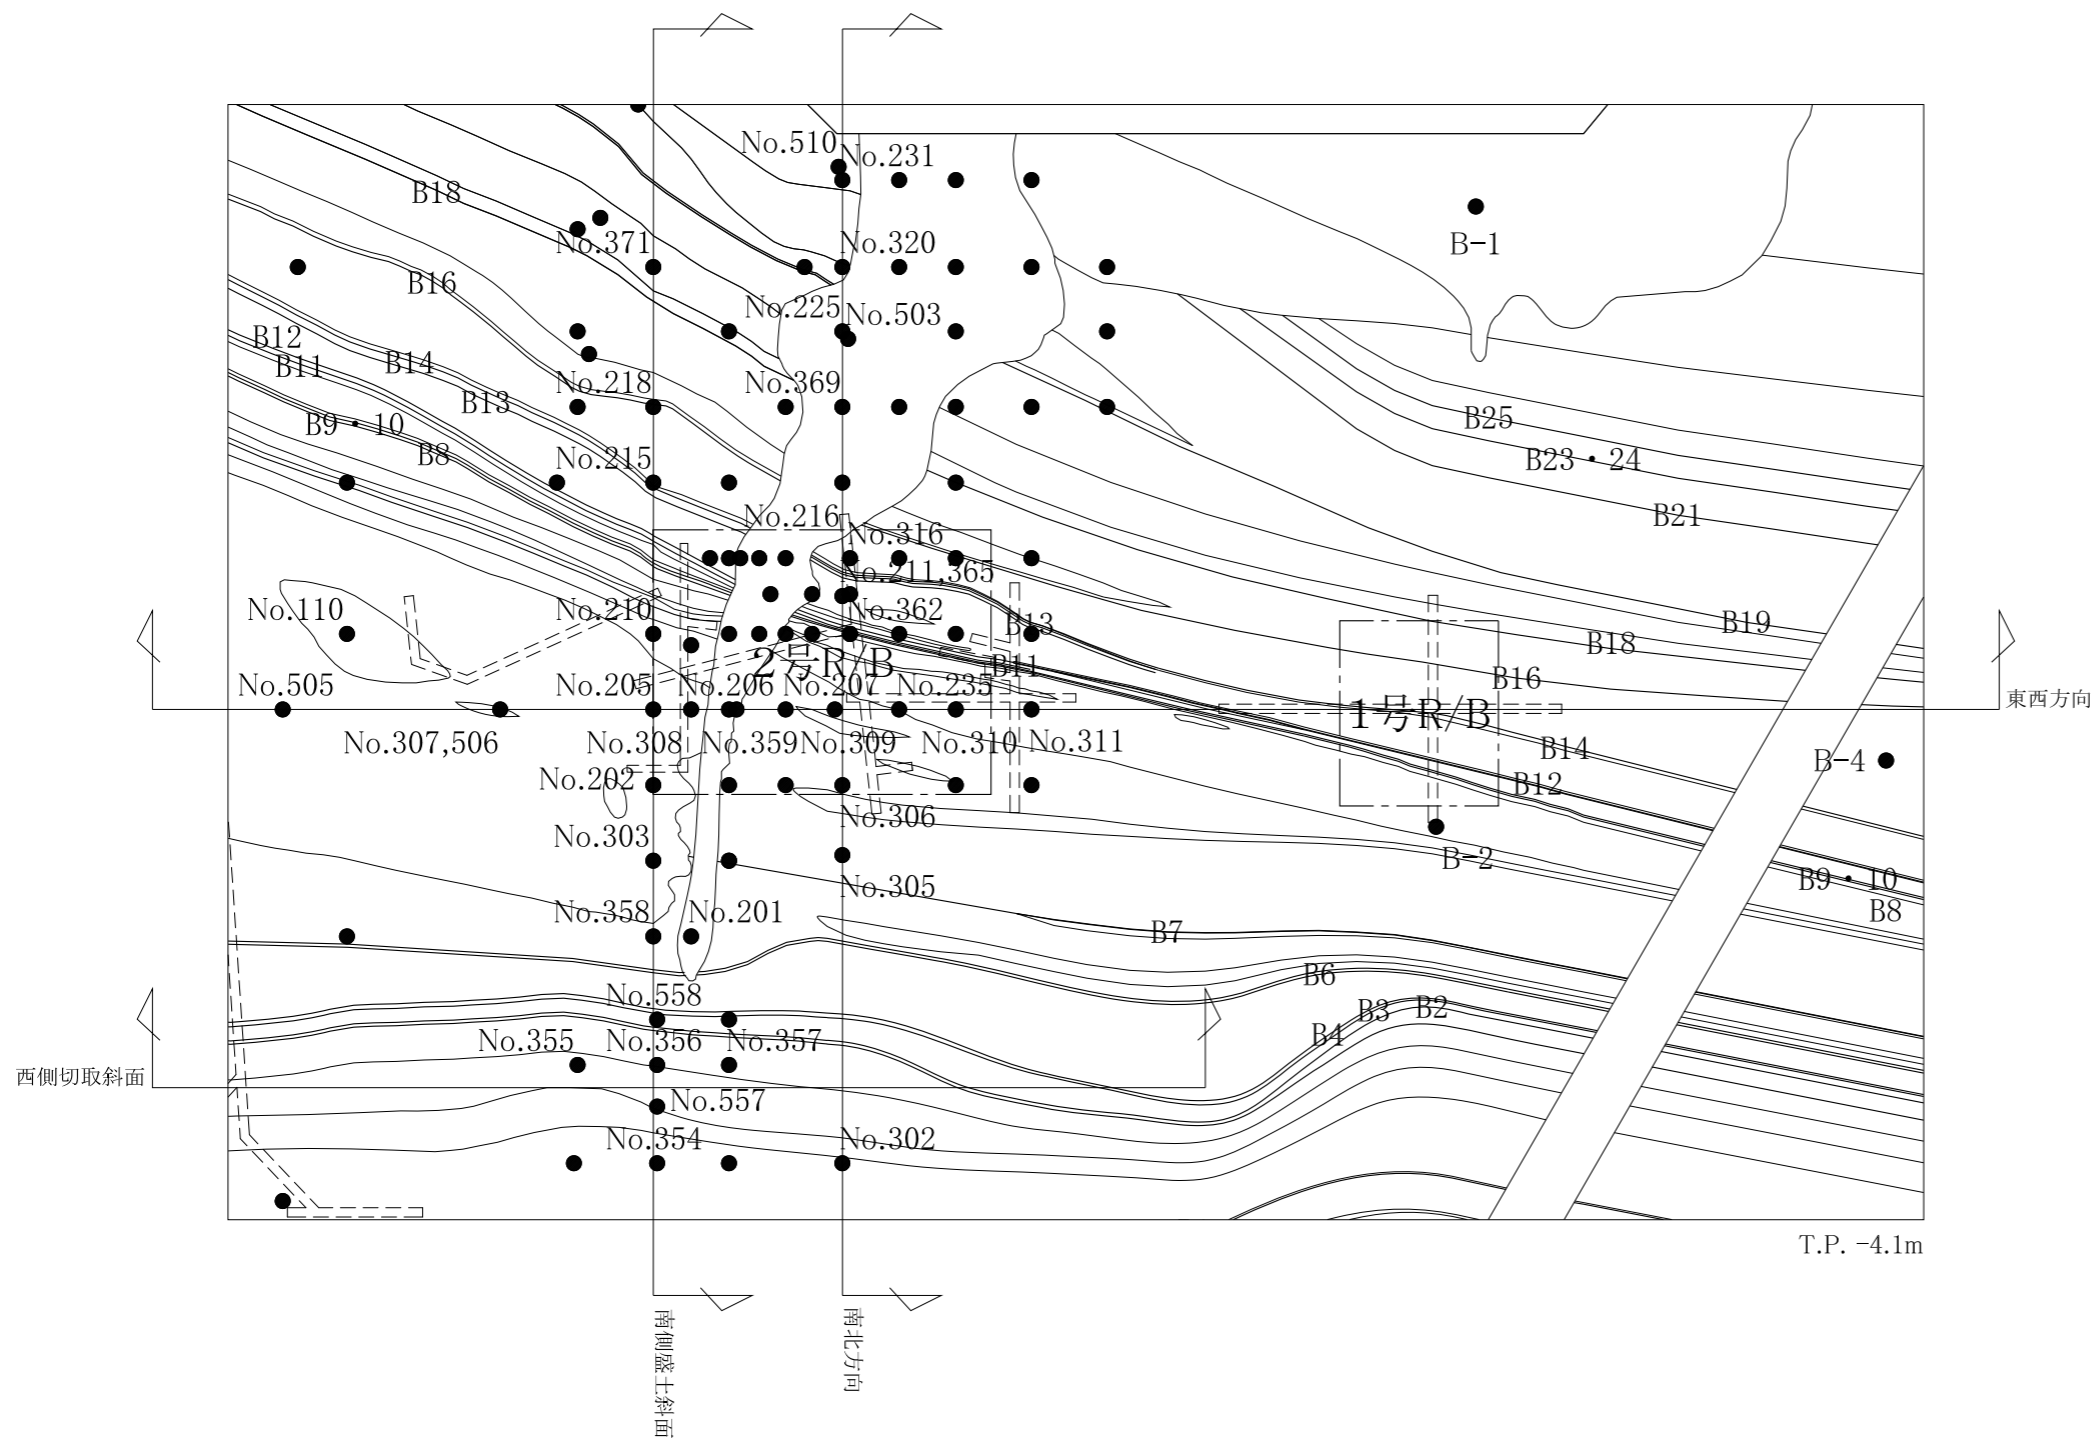 No.510
No.231
B18
No.371
No.320
B-1
B16
No.225
No.503
B12
B11
B14
No.218
No.369
B13
B25
B9・10
B8
No.215
B23・24
No.216
B21
No.316
No.211,365
No.110
No.210
No.362
B13
B19
B18
2号R/B
B11
B16
No.505
No.205
No.206
No.207
No.235
東西方向
1号R/B
No.307,506
No.308
No.359
No.309
No.310
No.311
B14
B-4
No.202
B12
No.306
No.303
B-2
No.305
B9・10
B8
No.358
No.201
B7
B6
No.558
B3
B2
No.355
No.356
No.357
B4
西側切取斜面
No.557
No.354
No.302
T.P. -4.1m
南側盛土斜面
南北方向